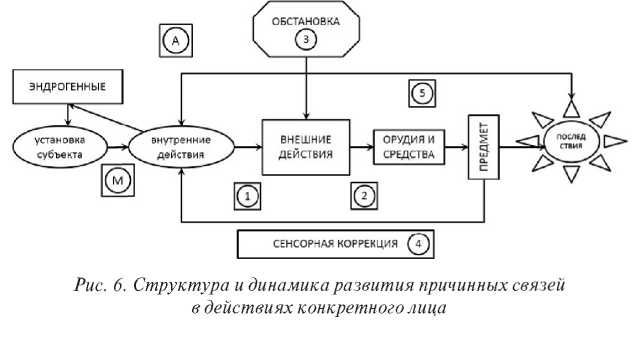 ОБСТАНОВКА
3
А
ЭНДРОГЕННЫЕ
5
установка
субъекта
М
внутренние
действия
1
ВНЕШНИЕ
ДЕЙСТВИЯ
2
ОРУДИЯ И
СРЕДСТВА
ПРЕДМЕТ
ПОСЛЕД
СТВИЯ
СЕНСОРНАЯ КОРРЕКЦИЯ 4
Рис. 6. Структура и динамика развития причинных связей
в действиях конкретного лица